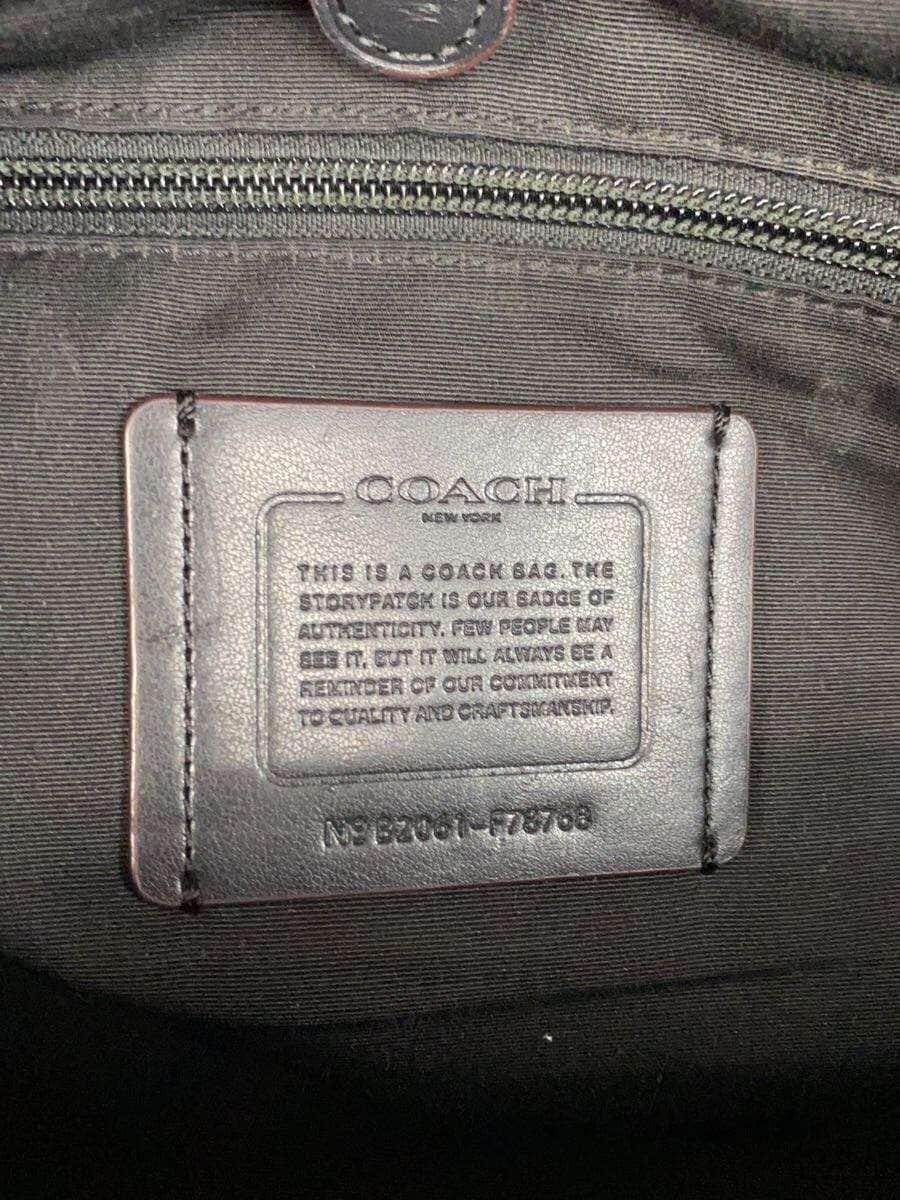 COACH
NEW YORK
THIS IS A COACH BAG. THE
STORYPATCH IS OUR BADGE OF
AUTHENTICITY. FEW PEOPLE MAY
SEE IT, BUT IT WILL ALWAYS BE A
REMINDER OF OUR COMMITMENT
TO QUALITY AND CRAFTSMANSHIP.
Nº B2061-F78768